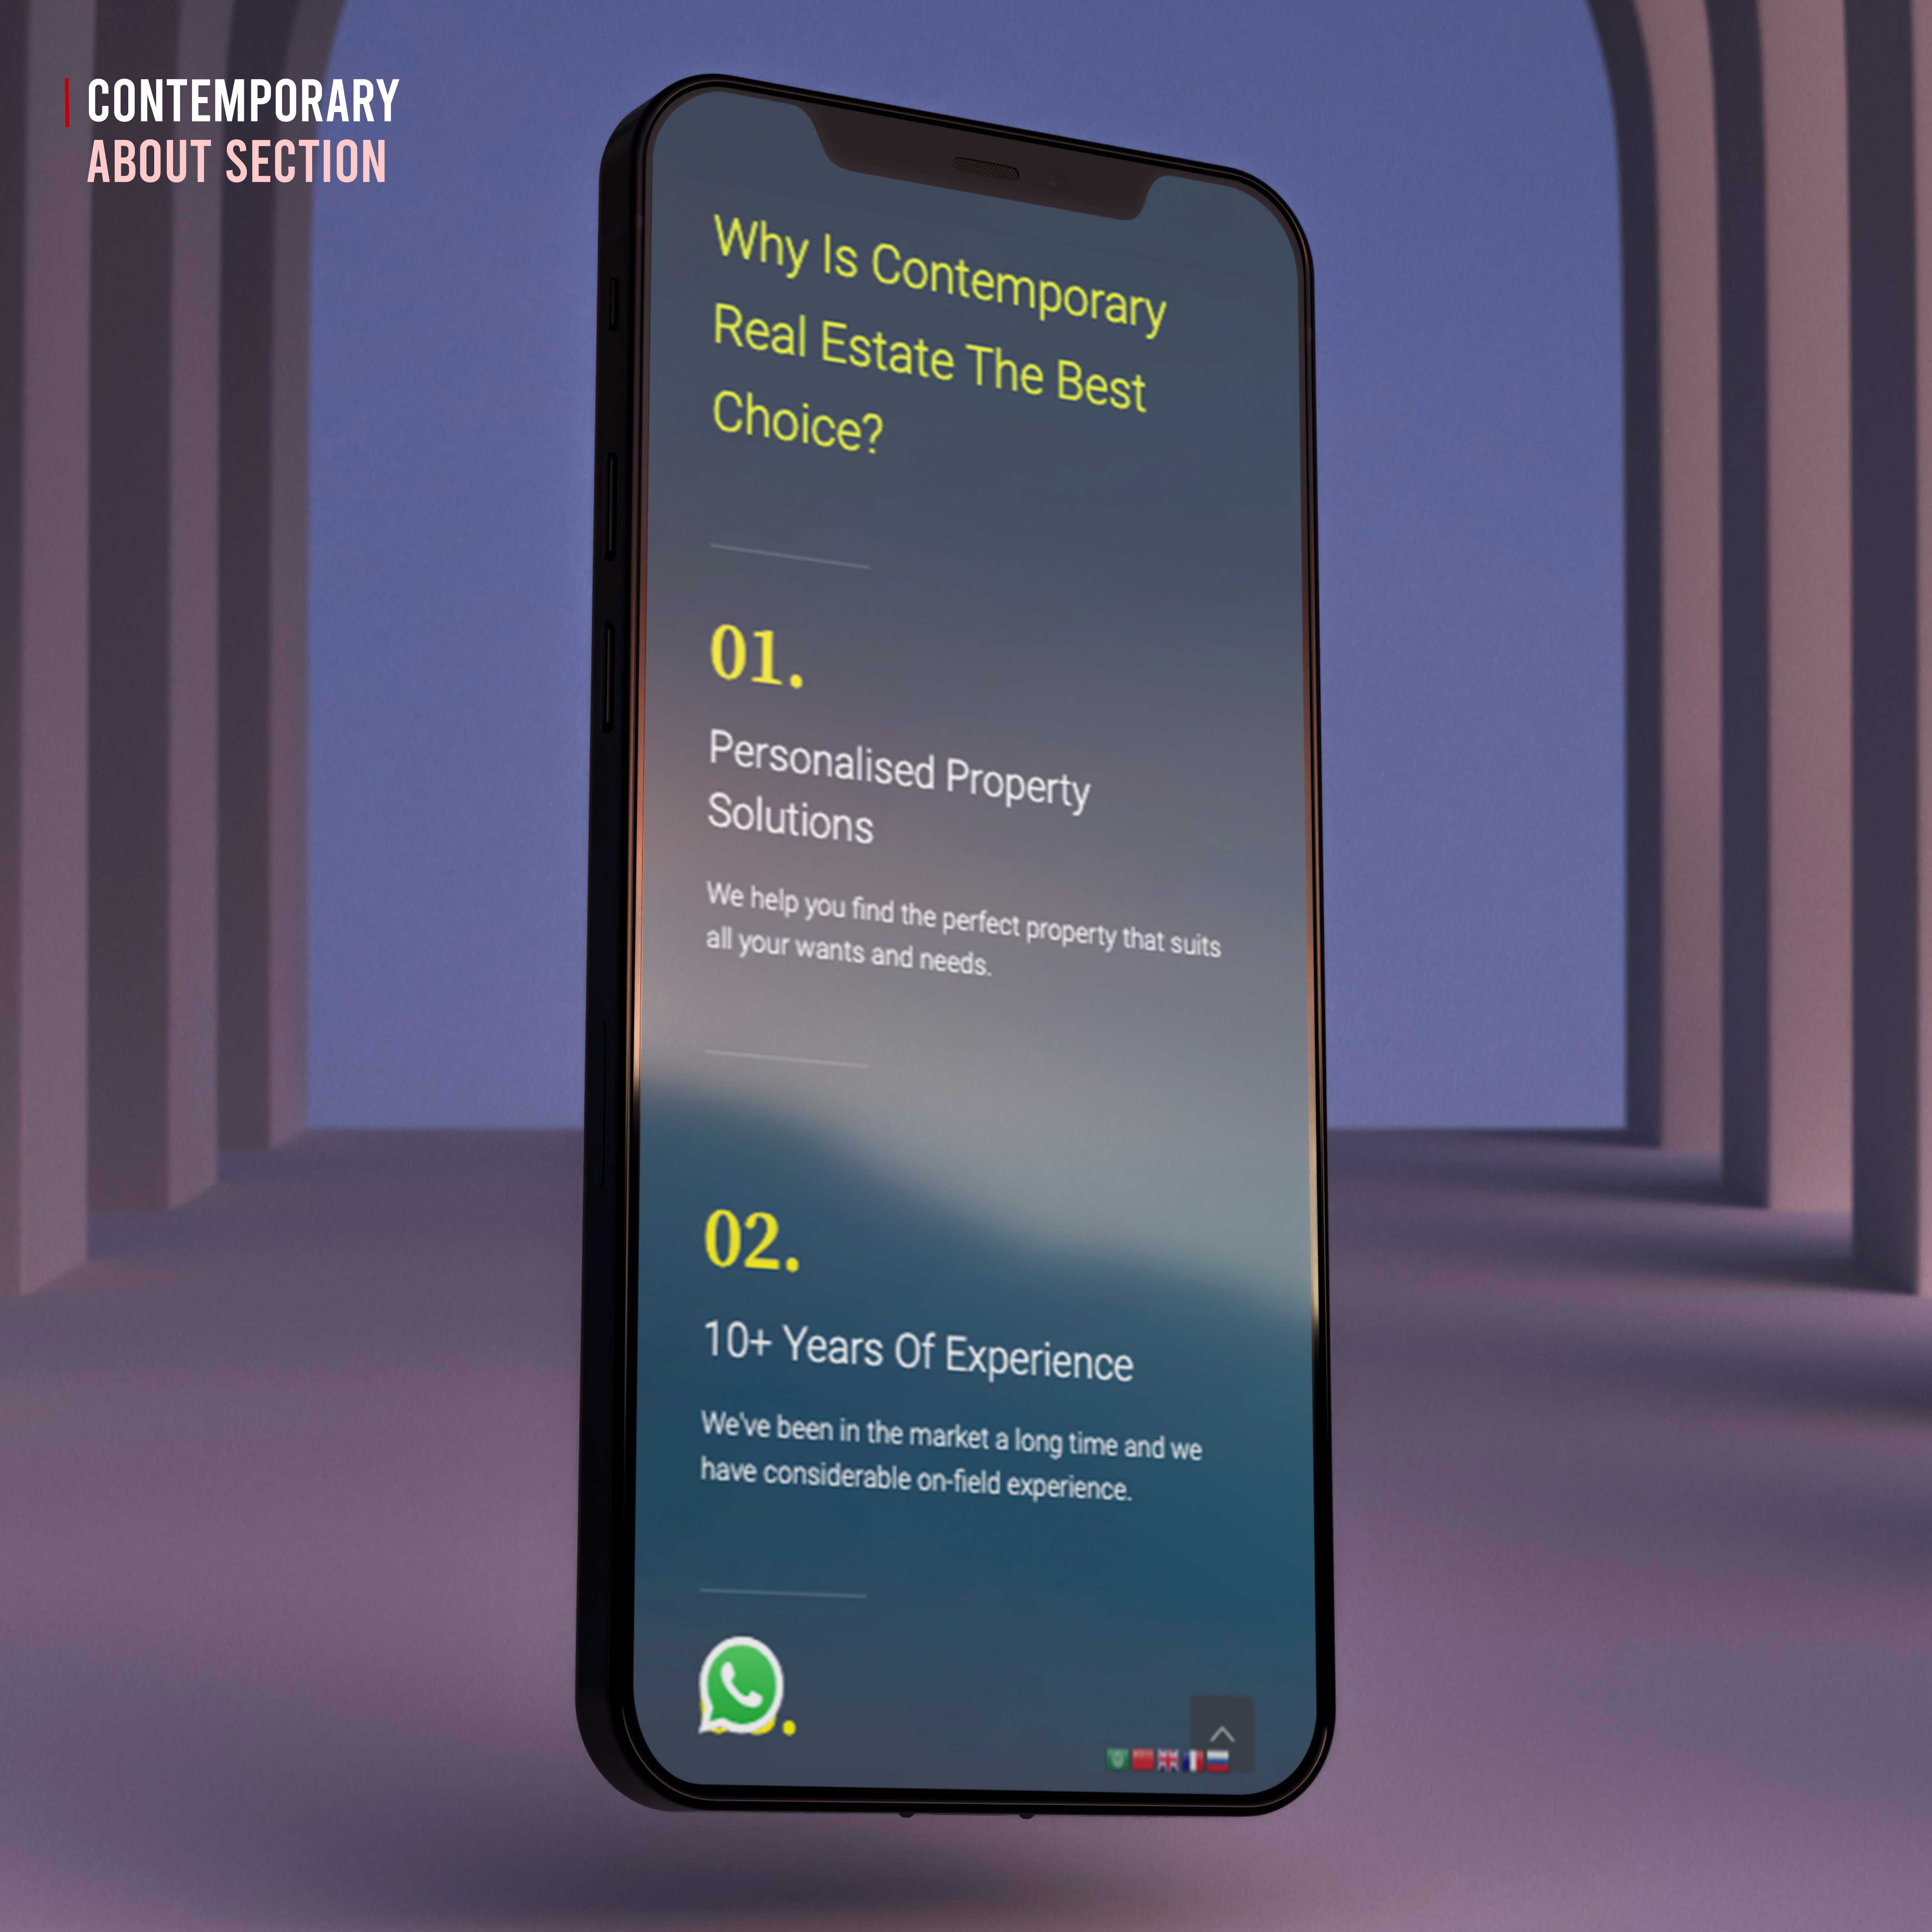 CONTEMPORARY
ABOUT SECTION
Why Is Contemporary
Real Estate The Best
Choice?
01.
Personalised Property
Solutions
We help you find the perfect property that suits
all your wants and needs.
02.
10+ Years Of Experience
We've been in the market a long time and we
have considerable on-field experience.